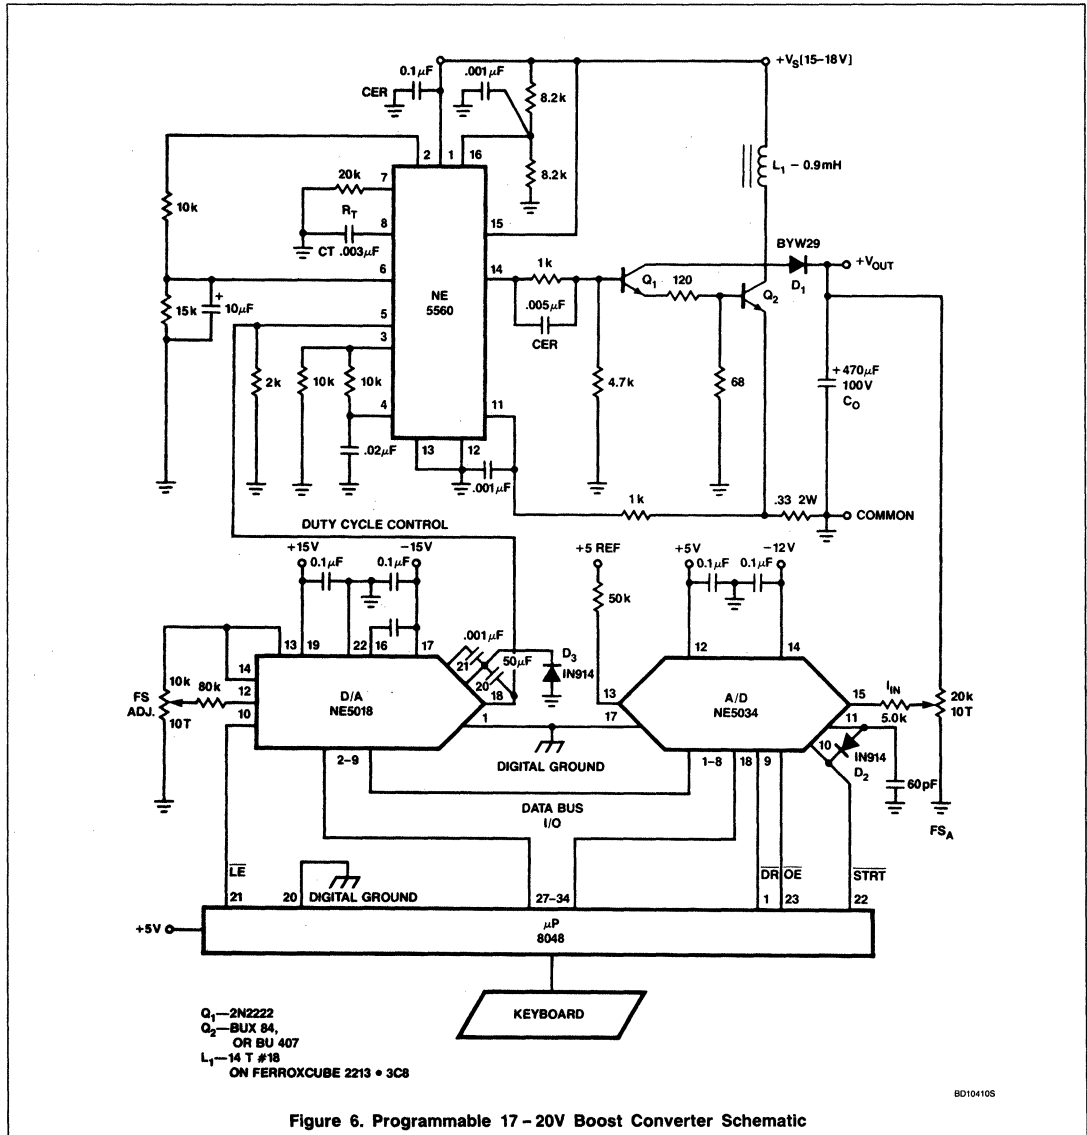 +VS[15–18V]
0.1µF
.001µF
CER
8.2k
2
1
16
8.2k
L1 – 0.9mH
20k
7
10k
RT
8
15
CT .003µF
BYW29
6
14
1k
Q1
120
D1
+VOUT
+
10µF
15k
NE
5560
.005µF
CER
Q2
5
3
2k
10k
10k
4.7k
68
+470µF
100V
CO
4
11
.02µF
13
12
.001µF
1k
.33 2W
COMMON
DUTY CYCLE CONTROL
+15V
–15V
+5 REF
+5V
–12V
0.1µF
0.1µF
0.1µF
0.1µF
50k
13
19
22
16
17
.001µF
12
14
14
21
50µF
D3
IN914
10k
80k
12
D/A
NE5018
20
18
13
A/D
NE5034
15
IIN
20k
10T
FS
ADJ.
10T
10
1
17
11
5.0k
2–9
DIGITAL GROUND
1–8
18
9
10
IN914
D2
60pF
DATA BUS
I/O
FSA
LE
DR
OE
STRT
21
20
DIGITAL GROUND
27–34
1
23
22
+5V
µP
8048
KEYBOARD
Q1—2N2222
Q2—BUX 84,
OR BU 407
L1—14 T #18
ON FERROXCUBE 2213 • 3C8
BD10410S
Figure 6. Programmable 17 – 20V Boost Converter Schematic